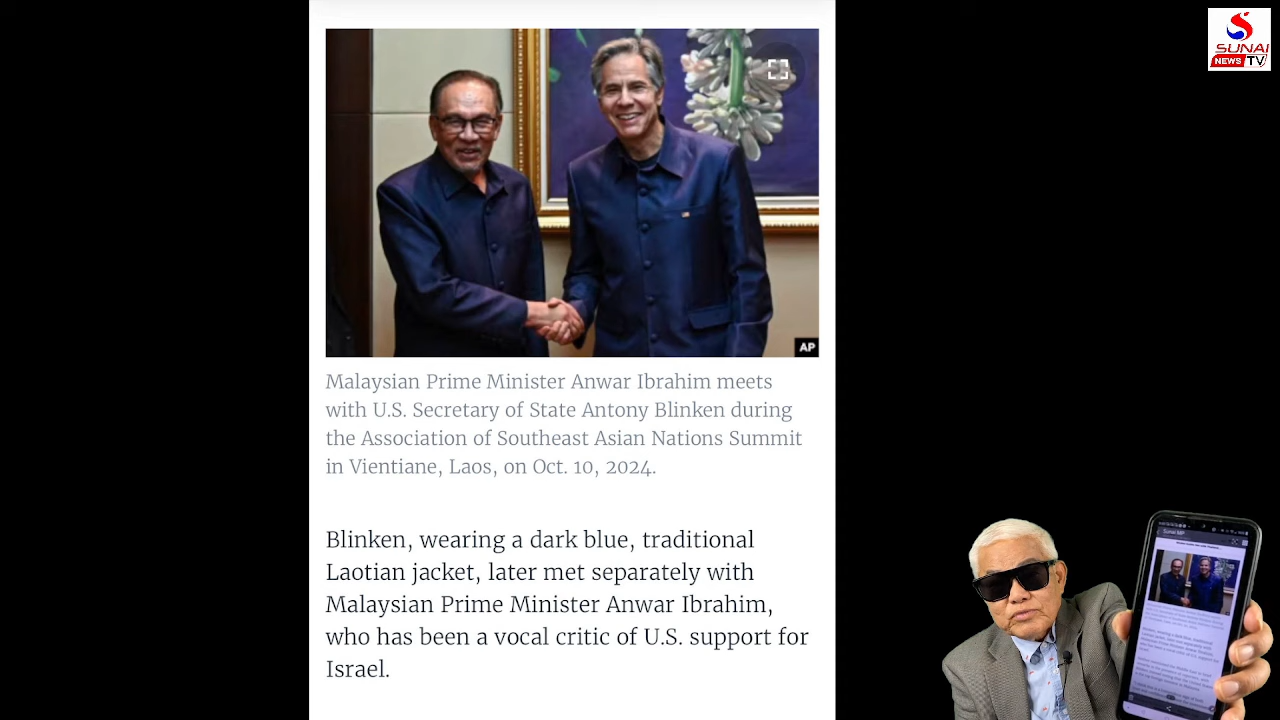 SUNAI
NEWS TV
AP
Malaysian Prime Minister Anwar Ibrahim meets
with U.S. Secretary of State Antony Blinken during
the Association of Southeast Asian Nations Summit
in Vientiane, Laos, on Oct. 10, 2024.
Blinken, wearing a dark blue, traditional
Laotian jacket, later met separately with
Malaysian Prime Minister Anwar Ibrahim,
who has been a vocal critic of U.S. support for
Israel.